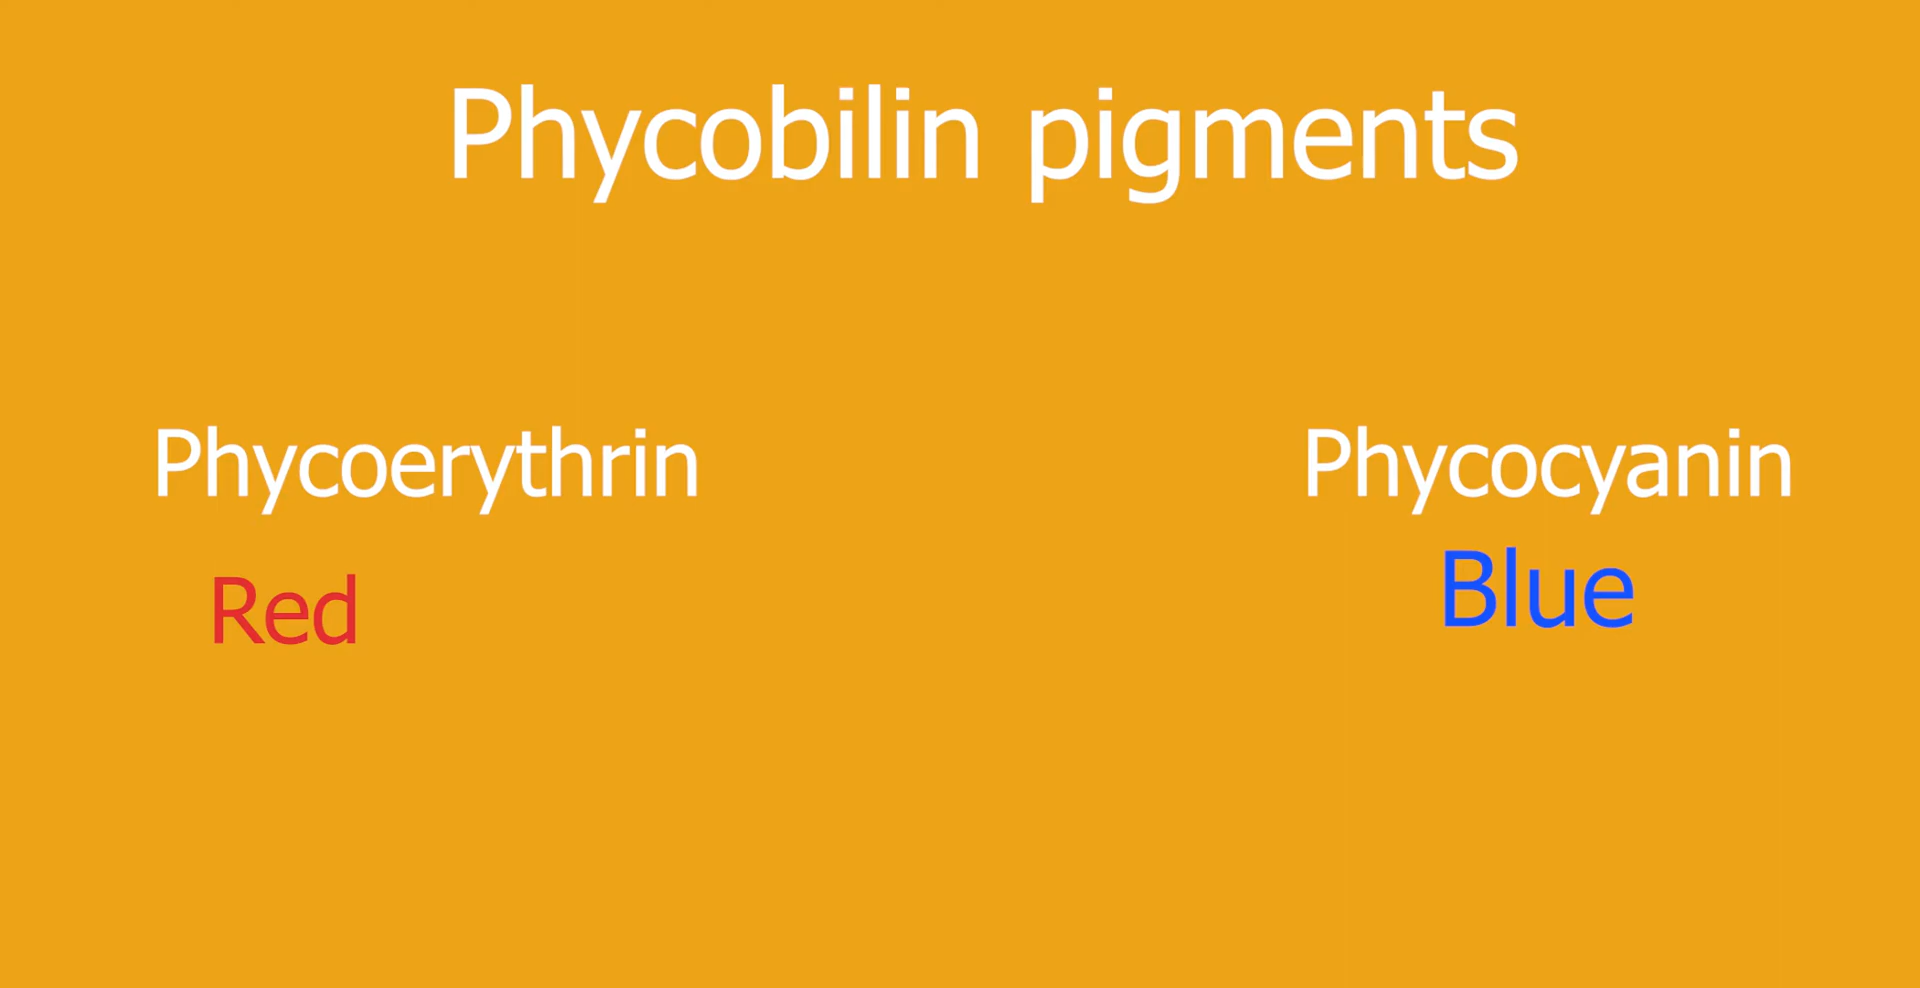 Phycobilin pigments
Phycoerythrin
Red
Phycocyanin
Blue